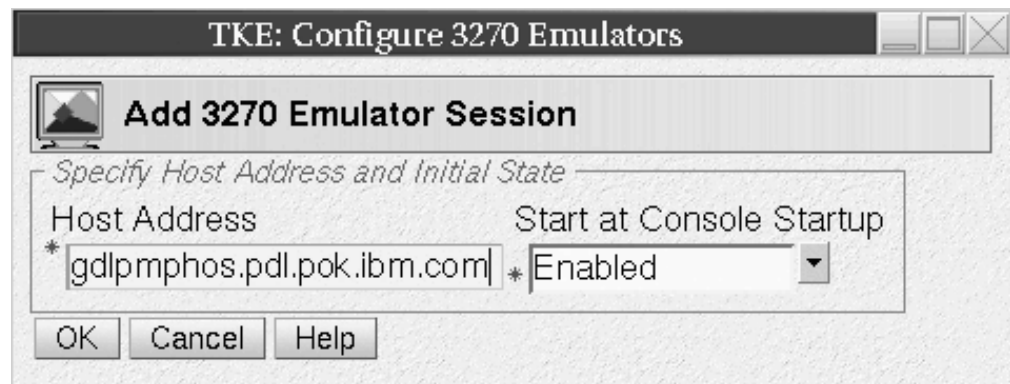 TKE: Configure 3270 Emulators
Add 3270 Emulator Session
Specify Host Address and Initial State
Host Address Start at Console Startup
* gdlpmphos.pdl.pok.ibm.com * Enabled
OK Cancel Help